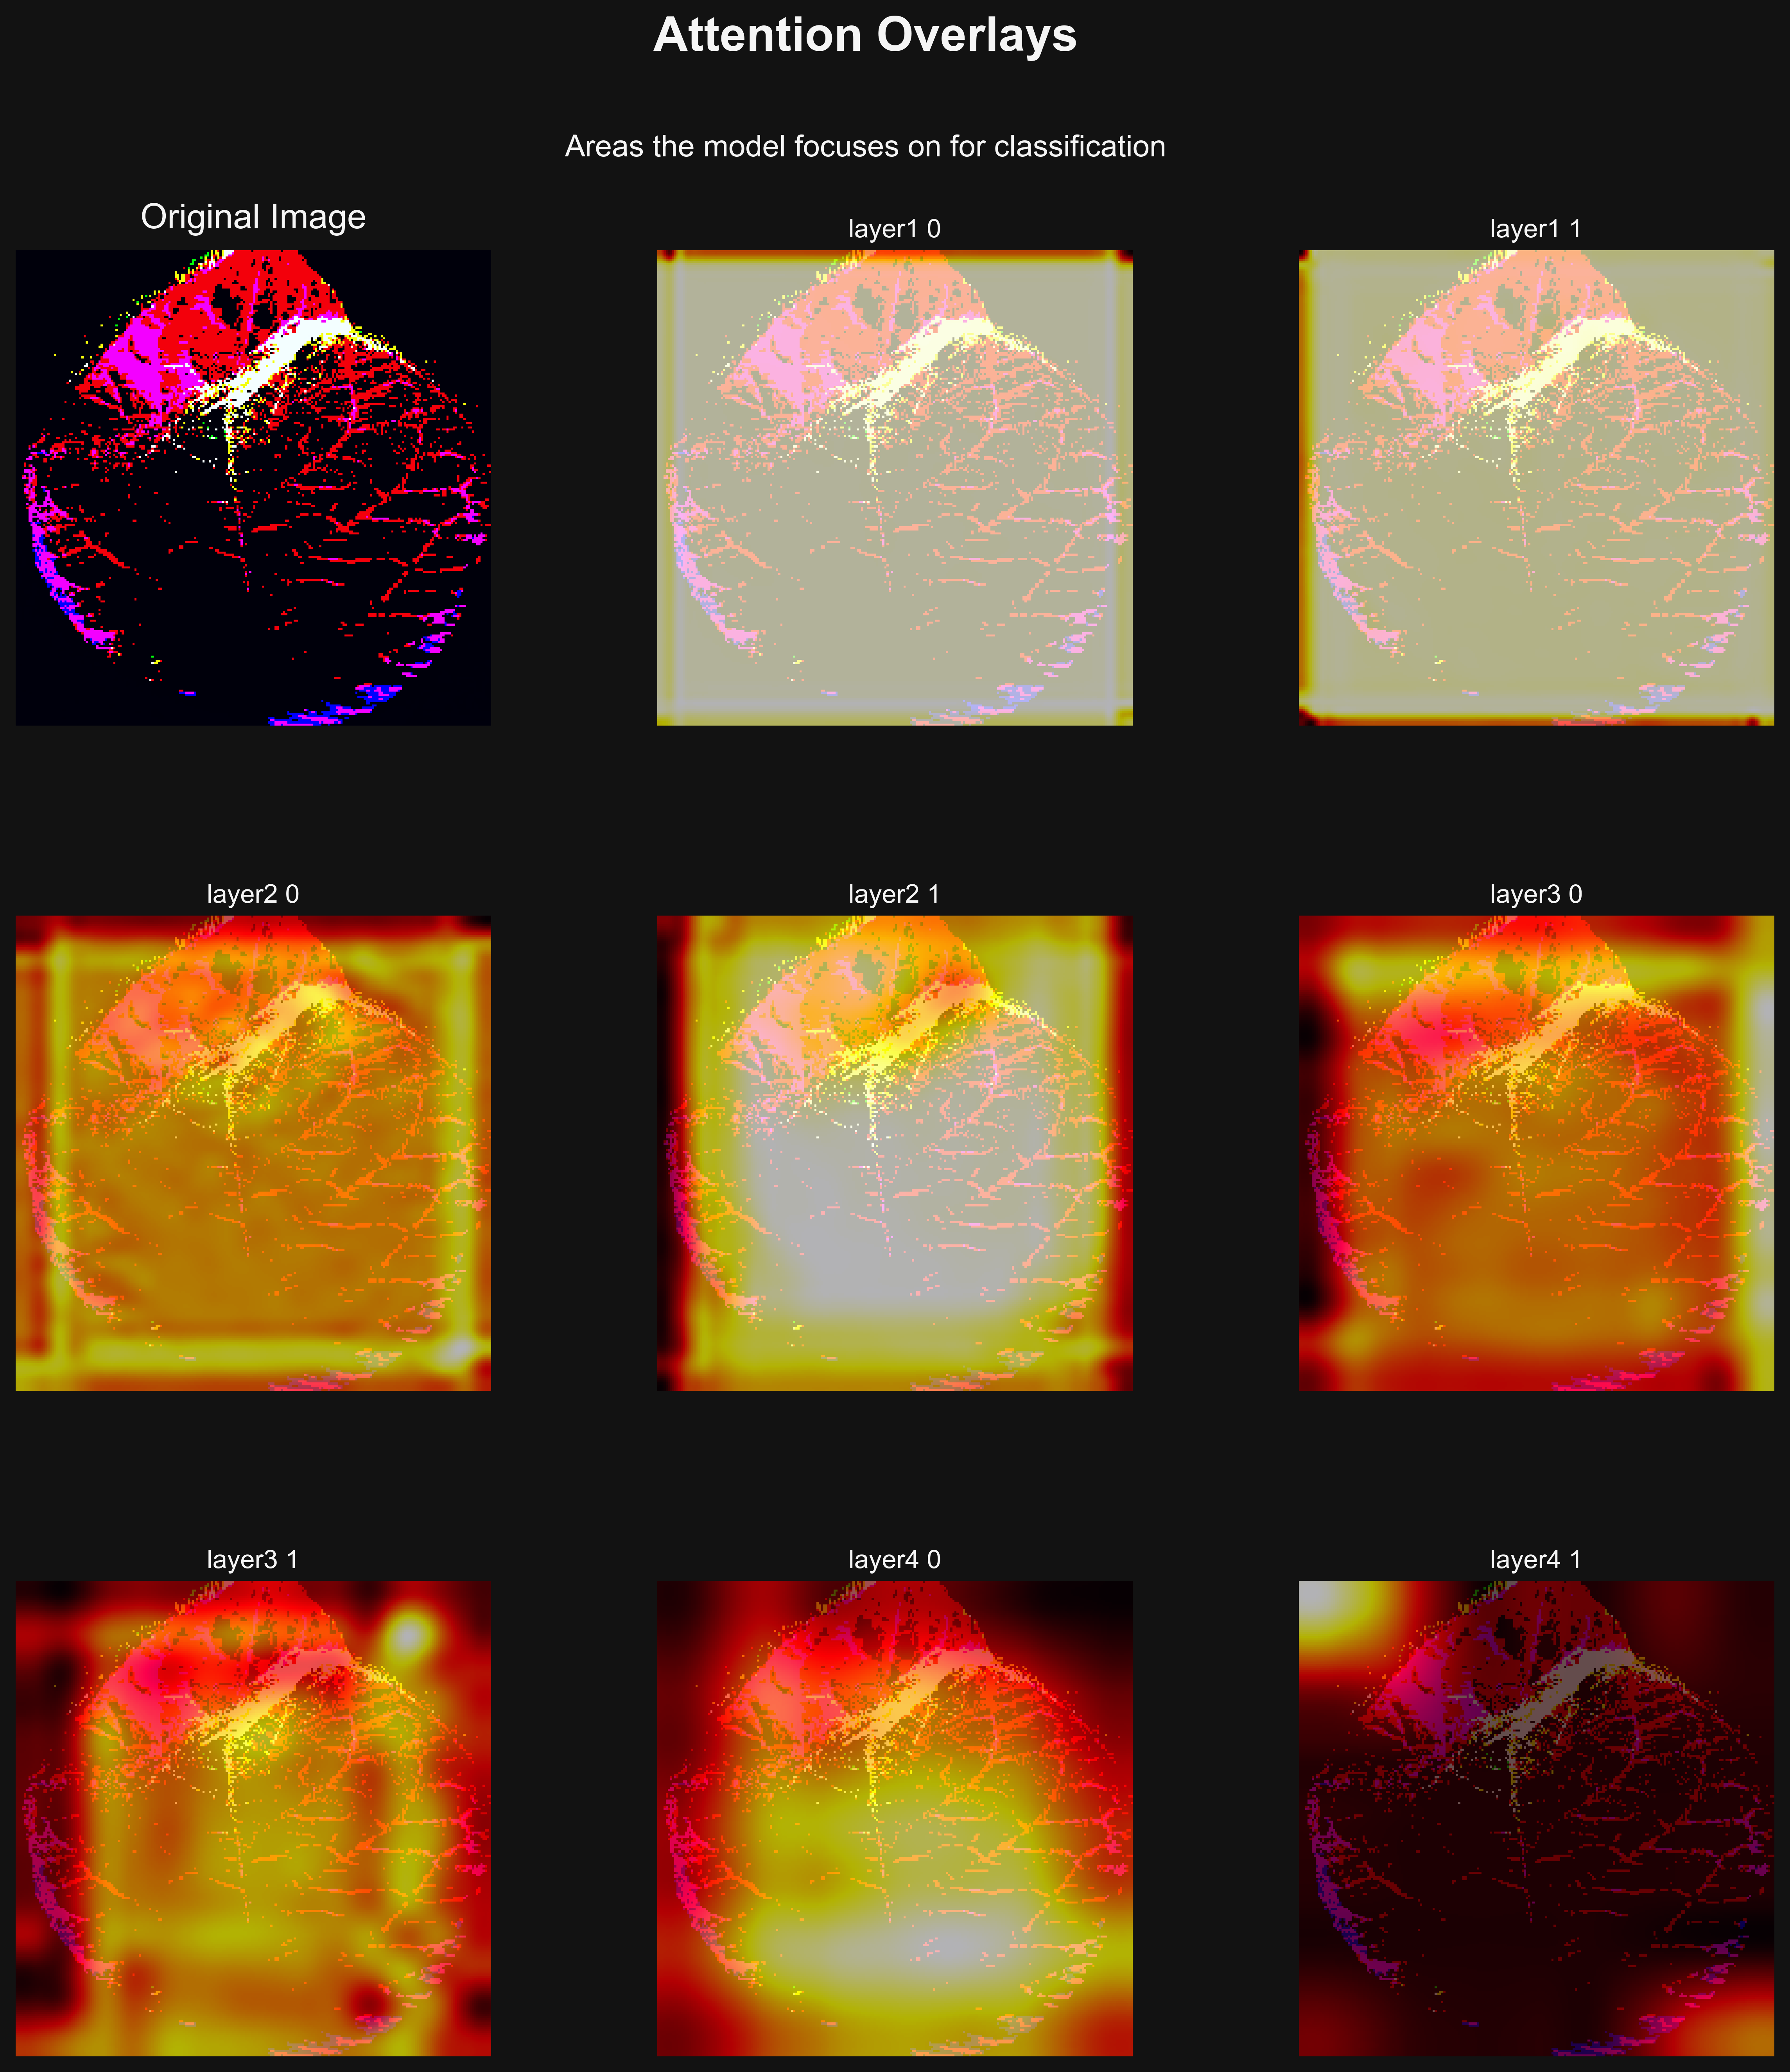 Attention Overlays
Areas the model focuses on for classification
Original Image
layer1 0
layer1 1
layer2 0
layer2 1
layer3 0
layer3 1
layer4 0
layer4 1